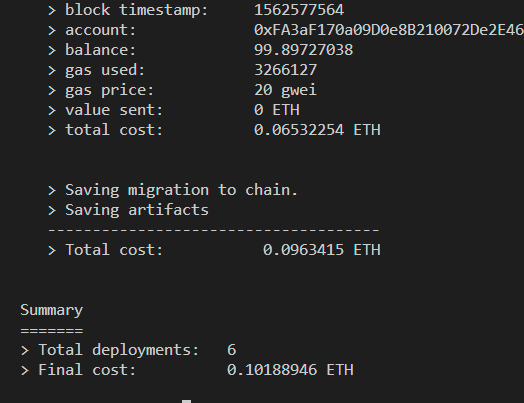 > block timestamp: 1562577564
> account: 0xFA3aF170a09D0e8B210072De2E46
> balance: 99.89727038
> gas used: 3266127
> gas price: 20 gwei
> value sent: 0 ETH
> total cost: 0.06532254 ETH
> Saving migration to chain.
> Saving artifacts
-------------------------------------
> Total cost: 0.0963415 ETH
Summary
=======
> Total deployments: 6
> Final cost: 0.10188946 ETH